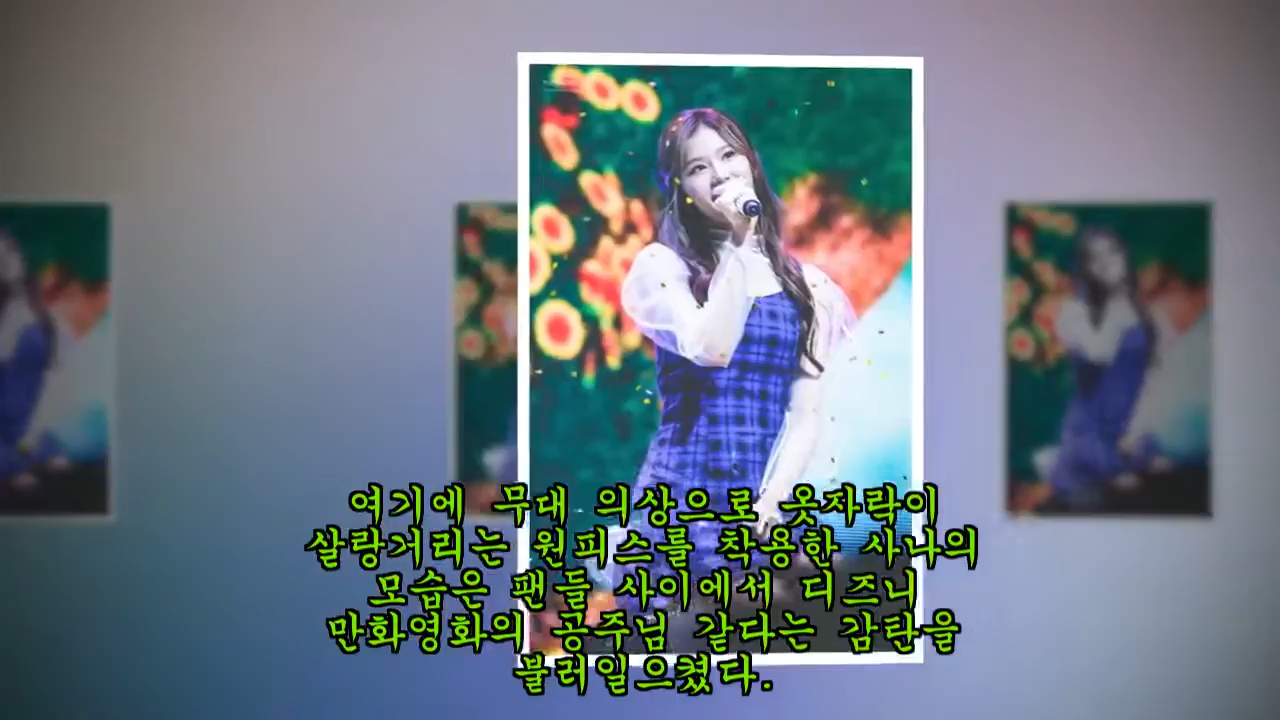 여기에 무대 의상으로 옷자락이
살랑거리는 원피스를 착용한 사나의
모습은 팬들 사이에서 디즈니
만화영화의 공주님 같다는 감탄을
불러일으켰다.